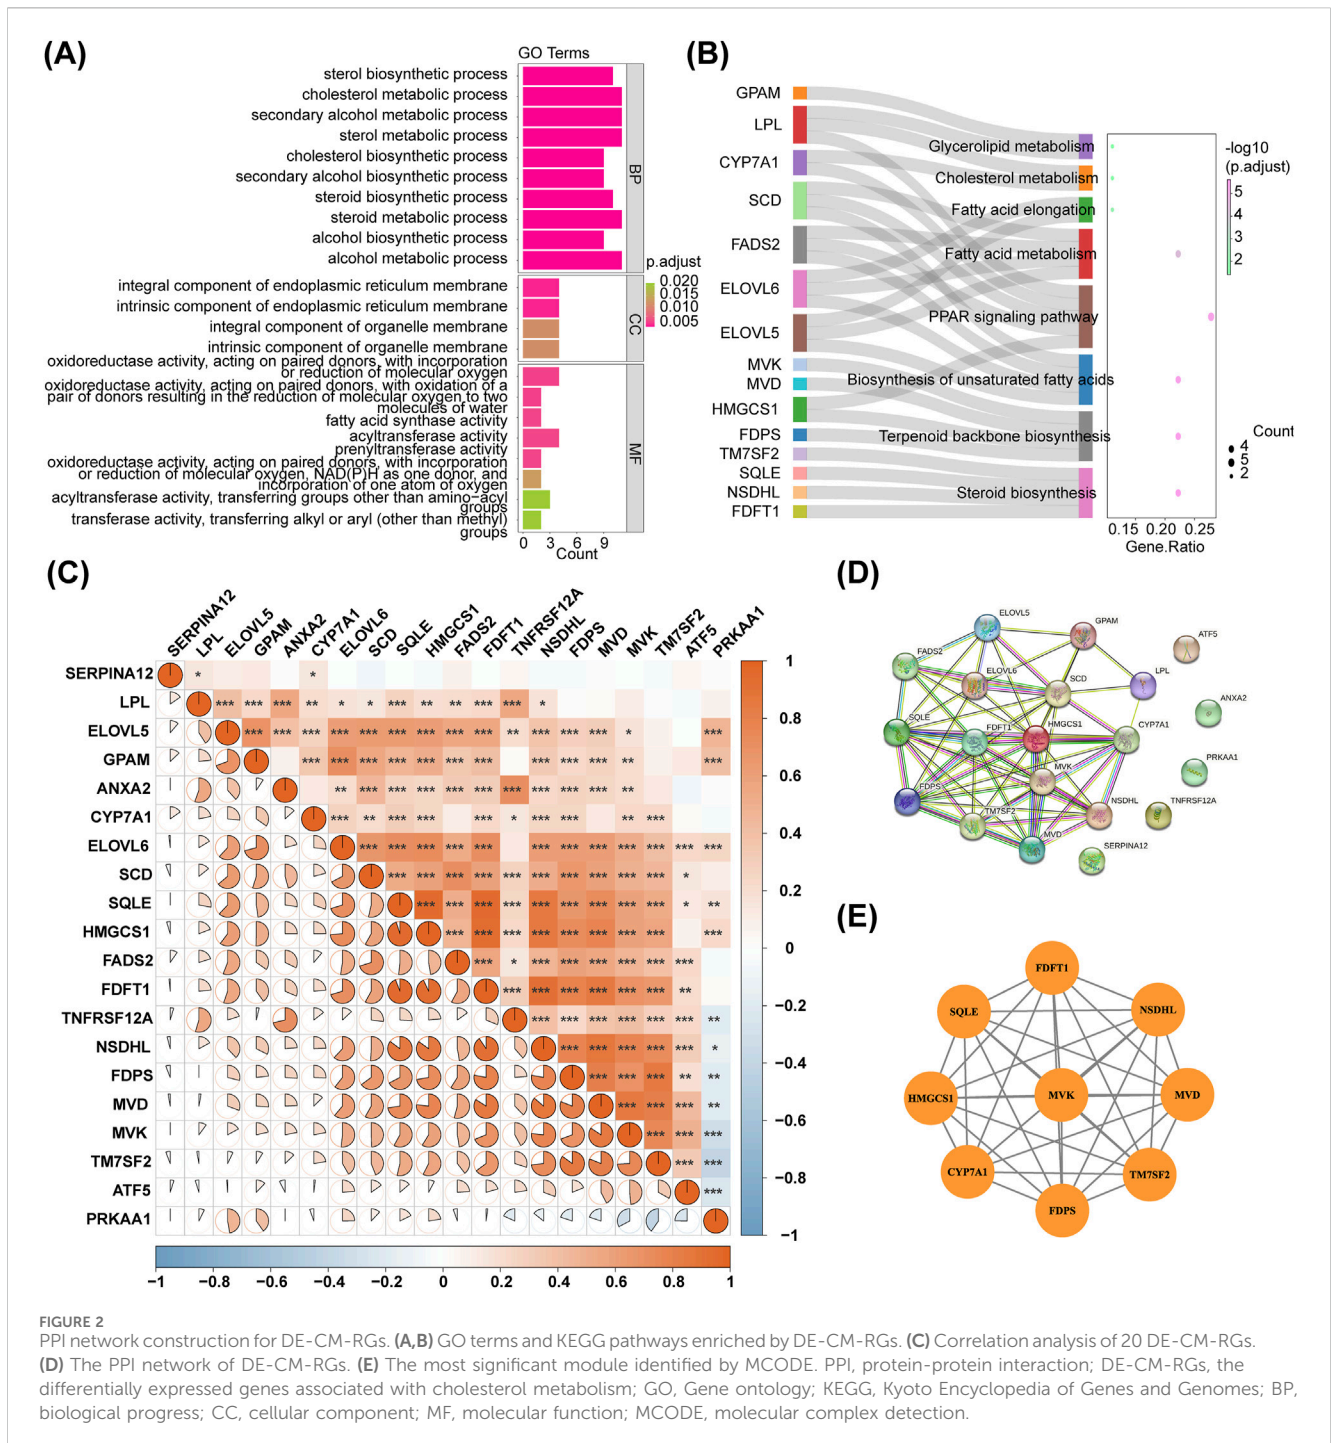 (A)
GO Terms
sterol biosynthetic process
cholesterol metabolic process
secondary alcohol metabolic process
sterol metabolic process
cholesterol biosynthetic process
secondary alcohol biosynthetic process
steroid biosynthetic process
steroid metabolic process
alcohol biosynthetic process
alcohol metabolic process
BP
integral component of endoplasmic reticulum membrane
intrinsic component of endoplasmic reticulum membrane
integral component of organelle membrane
intrinsic component of organelle membrane
CC
oxidoreductase activity, acting on paired donors, with incorporation
or reduction of molecular oxygen
oxidoreductase activity, acting on paired donors, with oxidation of a
pair of donors resulting in the reduction of molecular oxygen to two
molecules of water
fatty acid synthase activity
acyltransferase activity
prenyltransferase activity
oxidoreductase activity, acting on paired donors, with incorporation
or reduction of molecular oxygen, NAD(P)H as one donor, and
incorporation of one atom of oxygen
acyltransferase activity, transferring groups other than amino-acyl
groups
transferase activity, transferring alkyl or aryl (other than methyl)
groups
MF
0 3 6 9
Count
p.adjust
0.020
0.015
0.010
0.005
(B)
GPAM
LPL
CYP7A1
SCD
FADS2
ELOVL6
ELOVL5
MVK
MVD
HMGCS1
FDPS
TM7SF2
SQLE
NSDHL
FDFT1
Glycerolipid metabolism
Cholesterol metabolism
Fatty acid elongation
Fatty acid metabolism
PPAR signaling pathway
Biosynthesis of unsaturated fatty acids
Terpenoid backbone biosynthesis
Steroid biosynthesis
0.15 0.20 0.25
Gene.Ratio
-log10
(p.adjust)
5
4
3
2
Count
4
5
2
(C)
SERPINA12
LPL
ELOVL5
GPAM
ANXA2
CYP7A1
ELOVL6
SCD
SQLE
HMGCS1
FADS2
FDFT1
TNFRSF12A
NSDHL
FDPS
MVD
MVK
TM7SF2
ATF5
PRKAA1
SERPINA12 * *
LPL *** *** *** ** * * *** ** ** *** *** *
ELOVL5 *** *** *** *** *** *** *** *** *** ** *** *** *** * ***
GPAM *** *** *** *** *** *** *** *** *** *** ** ***
ANXA2 ** *** *** *** *** *** *** *** *** *** **
CYP7A1 *** ** *** *** *** * *** *** ** ***
ELOVL6 *** *** *** *** *** *** *** *** *** *** *** ***
SCD *** *** *** *** *** *** *** *** *** *** *
SQLE *** *** *** *** *** *** *** *** *** * **
HMGCS1 *** *** *** *** *** *** *** *** ***
FADS2 *** * *** *** *** *** *** ***
FDFT1 *** *** *** *** *** *** **
TNFRSF12A *** *** *** *** *** *** **
NSDHL *** *** *** *** *** *
FDPS *** *** *** ** **
MVD *** *** *** **
MVK *** *** ***
TM7SF2 *** ***
ATF5 ***
PRKAA1
1
0.8
0.6
0.4
0.2
0
−0.2
−0.4
−0.6
−0.8
−1
−1 −0.8 −0.6 −0.4 −0.2 0 0.2 0.4 0.6 0.8 1
(D)
ELOVL5
GPAM
ATF5
FADS2
ELOVL6
SCD
LPL
ANXA2
SQLE
FDFT1
HMGCS1
CYP7A1
MVK
PRKAA1
FDPS
TM7SF2
NSDHL
TNFRSF12A
MVD
SERPINA12
(E)
FDFT1
SQLE
NSDHL
HMGCS1
MVK
MVD
CYP7A1
TM7SF2
FDPS
FIGURE 2
PPI network construction for DE-CM-RGs. (A,B) GO terms and KEGG pathways enriched by DE-CM-RGs. (C) Correlation analysis of 20 DE-CM-RGs.
(D) The PPI network of DE-CM-RGs. (E) The most significant module identified by MCODE. PPI, protein-protein interaction; DE-CM-RGs, the
differentially expressed genes associated with cholesterol metabolism; GO, Gene ontology; KEGG, Kyoto Encyclopedia of Genes and Genomes; BP,
biological progress; CC, cellular component; MF, molecular function; MCODE, molecular complex detection.